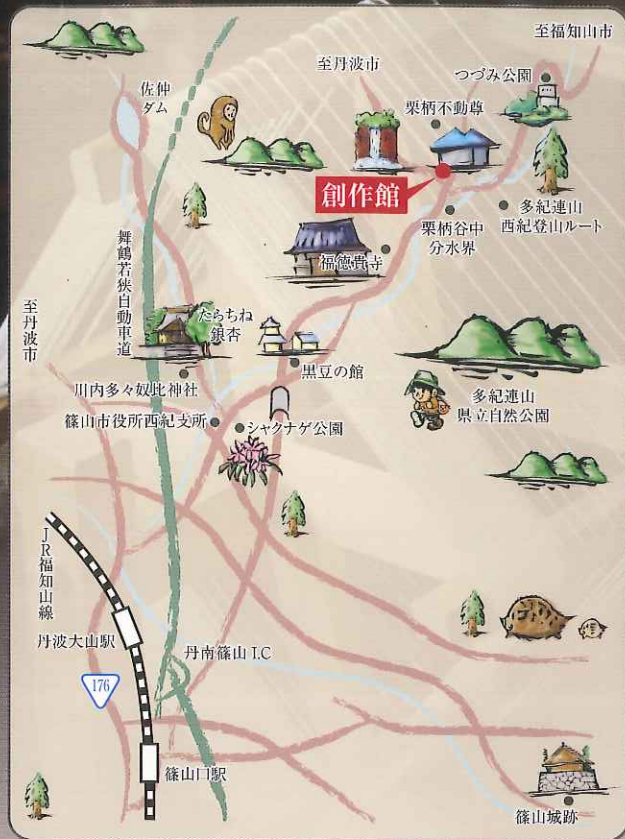 至福知山市
至丹波市
つづみ公園
佐仲
ダム
栗柄不動尊
創作館
多紀連山
西紀登山ルート
栗柄谷中
分水界
福徳貴寺
舞鶴若狭自動車道
至丹波市
たらちね
銀杏
黒豆の館
川内多々奴比神社
多紀連山
県立自然公園
篠山市役所西紀支所
シャクナゲ公園
JR福知山線
丹波大山駅
丹南篠山I.C
176
篠山口駅
篠山城跡